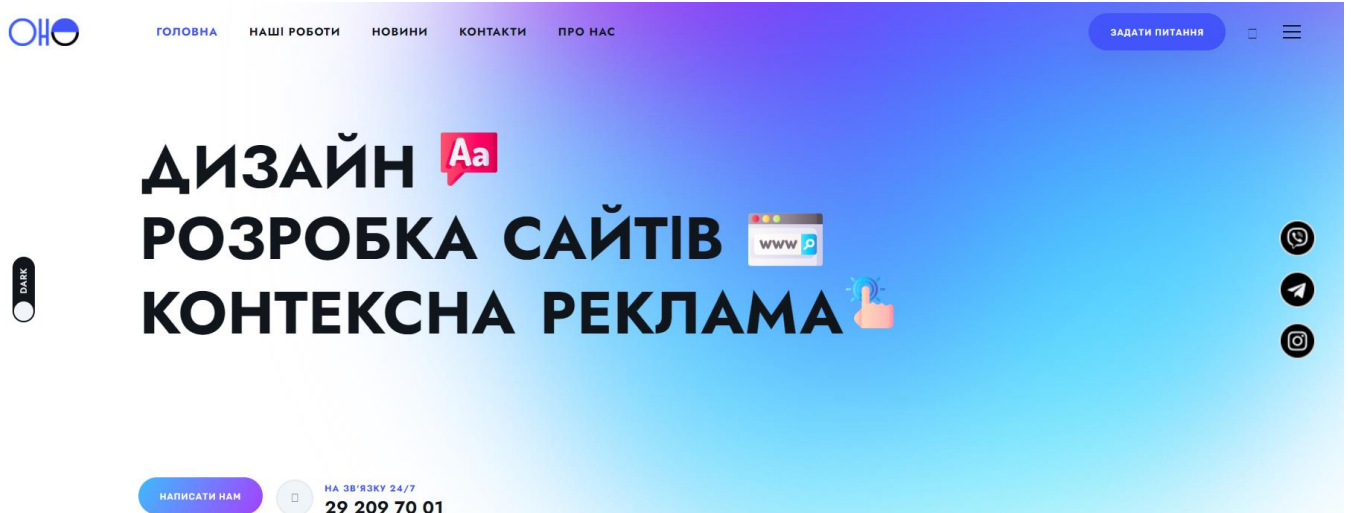 ОНО
ГОЛОВНА НАШІ РОБОТИ НОВИНИ КОНТАКТИ ПРО НАС ЗАДАТИ ПИТАННЯ
ДИЗАЙН Aa
РОЗРОБКА САЙТІВ www
КОНТЕКСНА РЕКЛАМА
DARK
НАПИСАТИ НАМ
НА ЗВ'ЯЗКУ 24/7
29 209 70 01